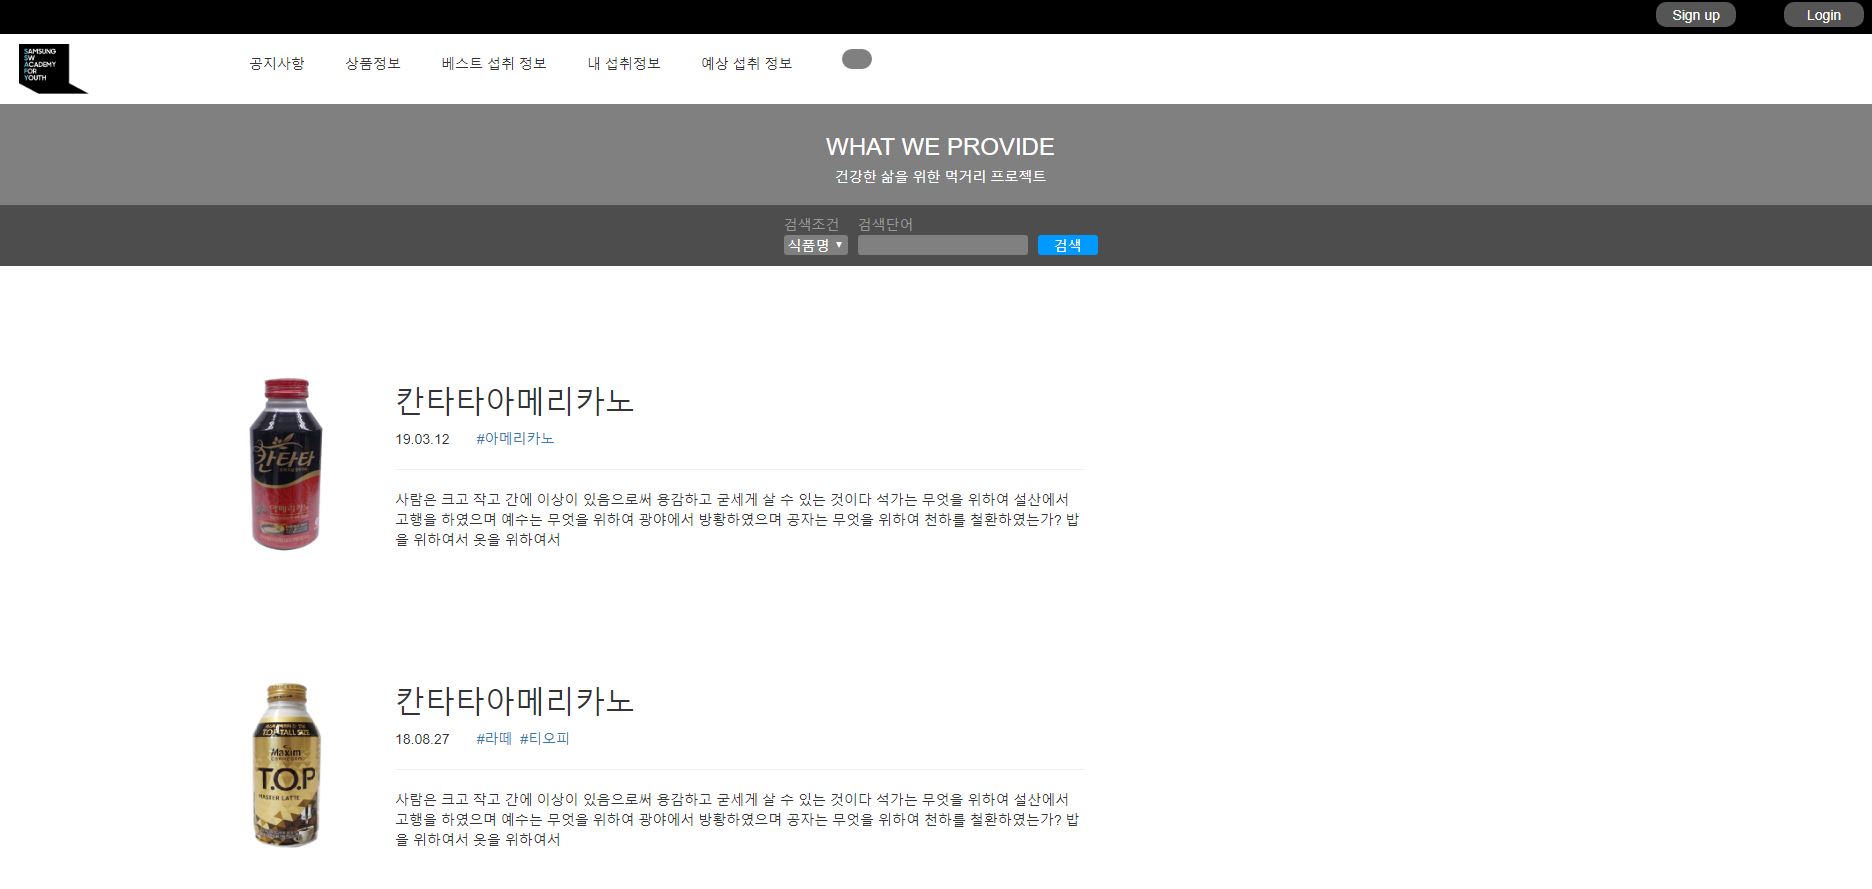 Sign up Login
SAMSUNG
SW
ACADEMY
FOR
YOUTH
공지사항 상품정보 베스트 섭취 정보 내 섭취정보 예상 섭취 정보
WHAT WE PROVIDE
건강한 삶을 위한 먹거리 프로젝트
검색조건 검색단어
식품명 검색
칸타타아메리카노
19.03.12 #아메리카노
사람은 크고 작고 간에 이상이 있음으로써 용감하고 굳세게 살 수 있는 것이다 석가는 무엇을 위하여 설산에서
고행을 하였으며 예수는 무엇을 위하여 광야에서 방황하였으며 공자는 무엇을 위하여 천하를 철환하였는가? 밥
을 위하여서 옷을 위하여서
칸타타
아메리카노
칸타타아메리카노
18.08.27 #라떼 #티오피
사람은 크고 작고 간에 이상이 있음으로써 용감하고 굳세게 살 수 있는 것이다 석가는 무엇을 위하여 설산에서
고행을 하였으며 예수는 무엇을 위하여 광야에서 방황하였으며 공자는 무엇을 위하여 천하를 철환하였는가? 밥
을 위하여서 옷을 위하여서
T.O.P TALL SIZE
Maxim
T.O.P
MASTER LATTE